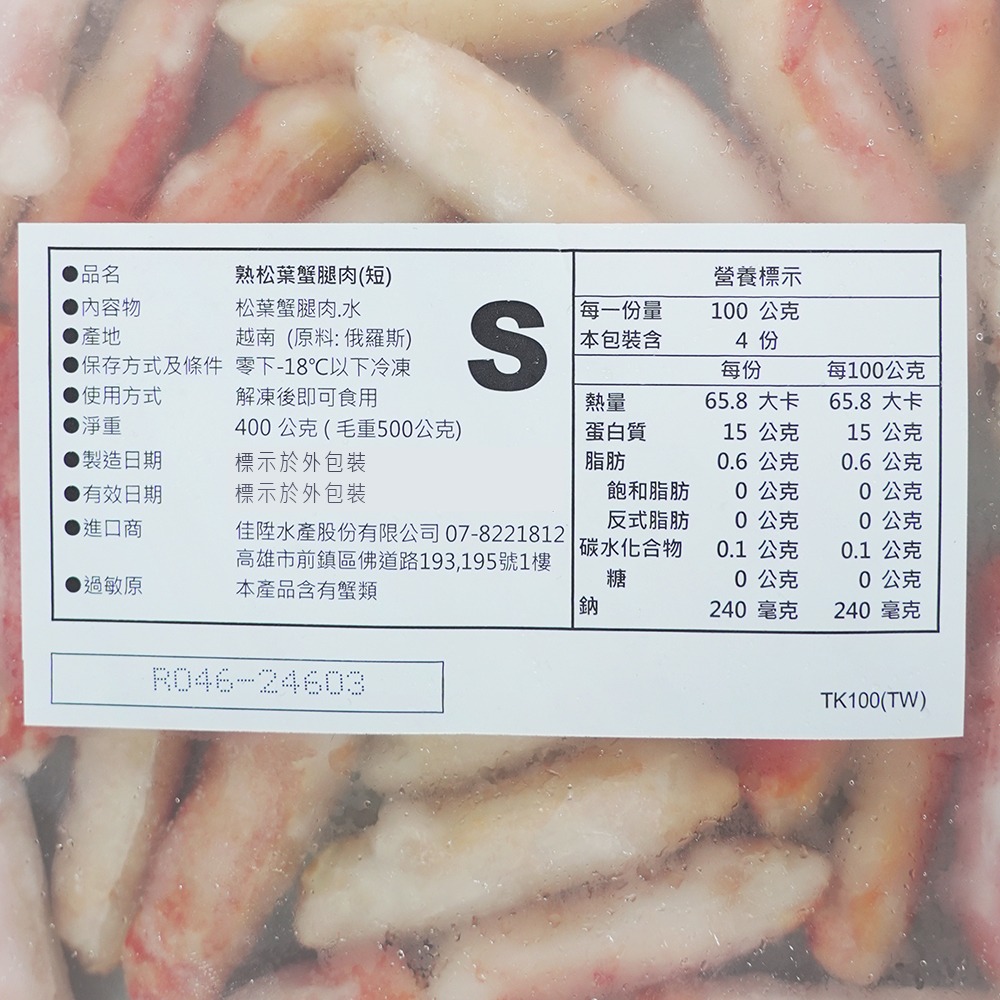 ●品名 熟松葉蟹腿肉(短)
●內容物 松葉蟹腿肉.水
●產地 越南 (原料: 俄羅斯)
●保存方式及條件 零下-18℃以下冷凍
●使用方式 解凍後即可食用
●淨重 400 公克 ( 毛重500公克)
●製造日期 標示於外包裝
●有效日期 標示於外包裝
●進口商 佳陞水產股份有限公司 07-8221812
高雄市前鎮區佛道路193,195號1樓
●過敏原 本產品含有蟹類
S
營養標示
每一份量 100 公克
本包裝含 4 份
每份 每100公克
熱量 65.8 大卡 65.8 大卡
蛋白質 15 公克 15 公克
脂肪 0.6 公克 0.6 公克
飽和脂肪 0 公克 0 公克
反式脂肪 0 公克 0 公克
碳水化合物 0.1 公克 0.1 公克
糖 0 公克 0 公克
鈉 240 毫克 240 毫克
R046-24603
TK100(TW)